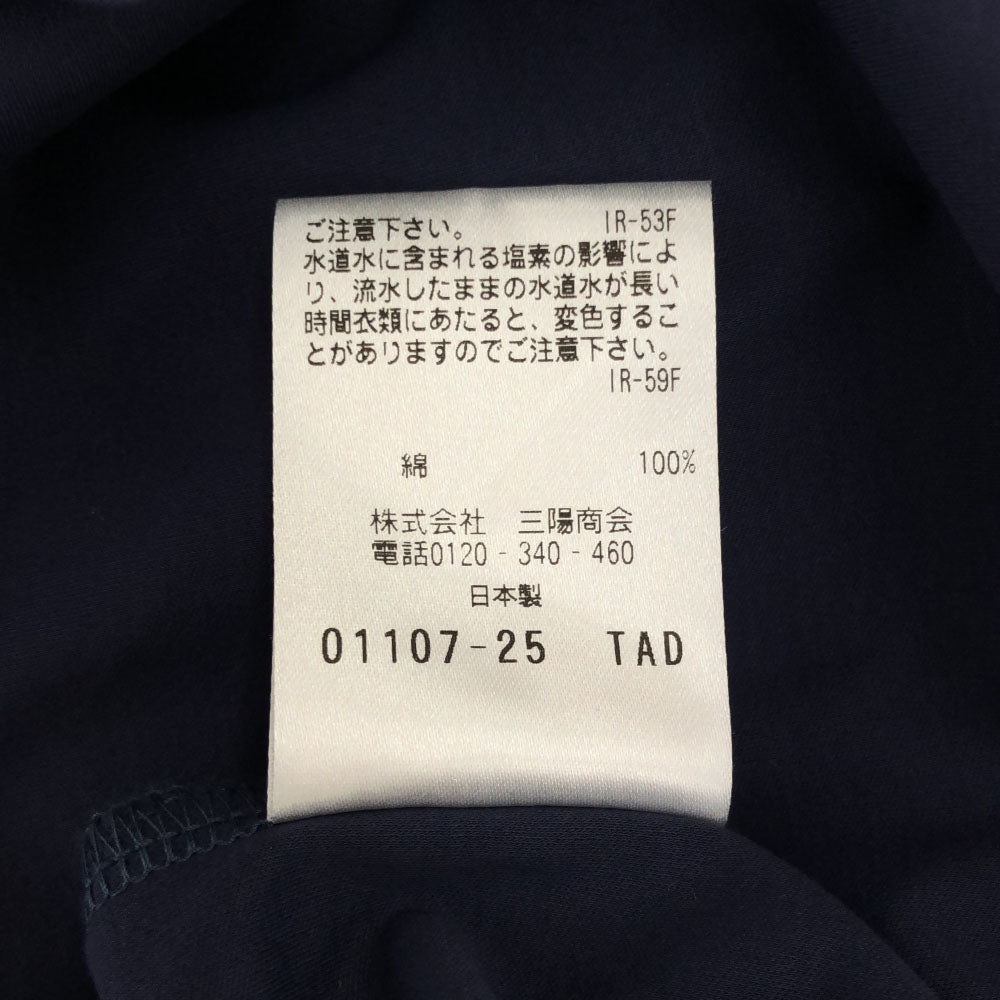 ご注意下さい。 IR-53F
水道水に含まれる塩素の影響によ
り、流水したままの水道水が長い
時間衣類にあたると、変色するこ
とがありますのでご注意下さい。
IR-59F
綿 100%
株式会社 三陽商会
電話0120-340-460
日本製
01107-25 TAD